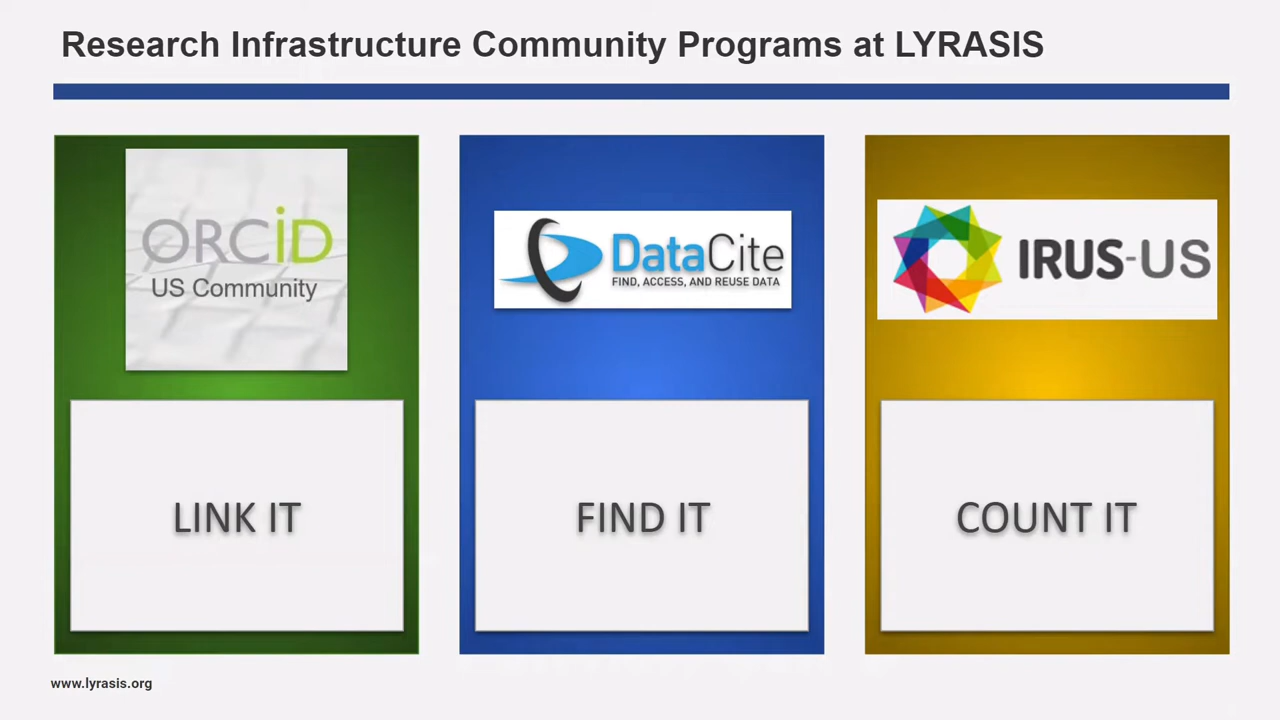 Research Infrastructure Community Programs at LYRASIS
ORCiD
US Community
LINK IT
DataCite
FIND, ACCESS, AND REUSE DATA
FIND IT
IRUS-US
COUNT IT
www.lyrasis.org